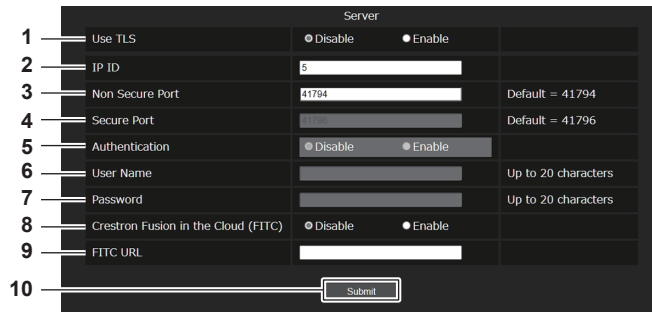 Server
1 Use TLS Disable Enable
2 IP ID 5
3 Non Secure Port 41794 Default = 41794
4 Secure Port 41796 Default = 41796
5 Authentication Disable Enable
6 User Name Up to 20 characters
7 Password Up to 20 characters
8 Crestron Fusion in the Cloud (FITC) Disable Enable
9 FITC URL
10 Submit